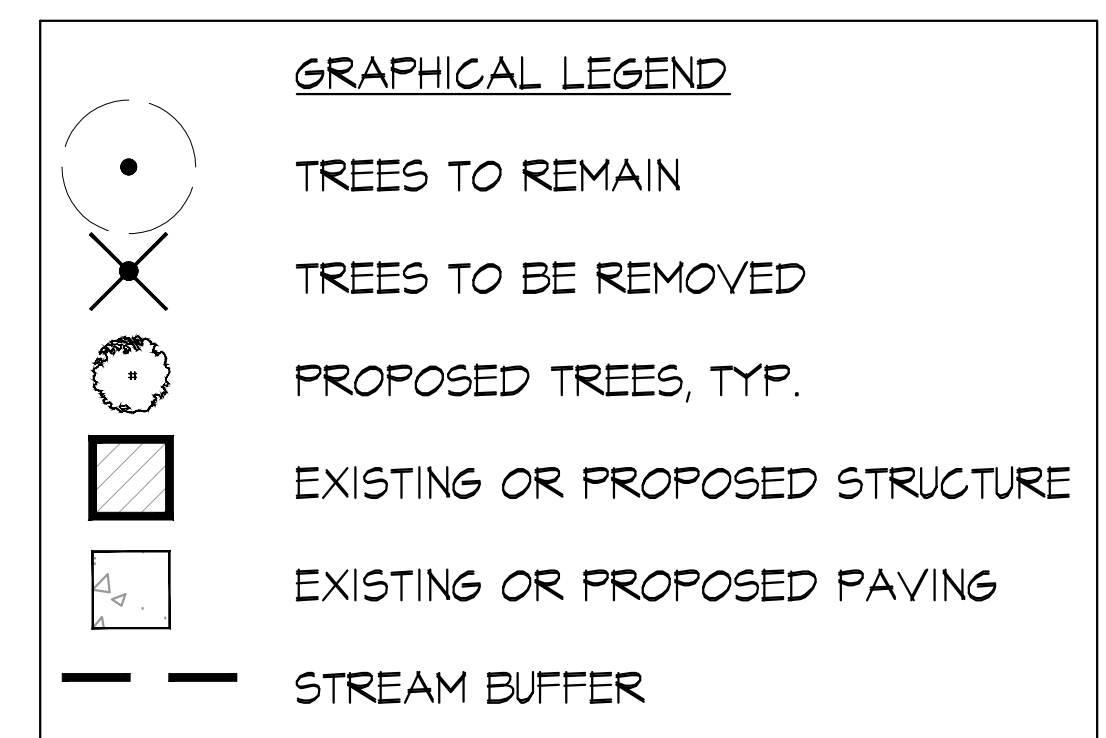 GRAPHICAL LEGEND
TREES TO REMAIN
TREES TO BE REMOVED
PROPOSED TREES, TYP.
EXISTING OR PROPOSED STRUCTURE
EXISTING OR PROPOSED PAVING
STREAM BUFFER